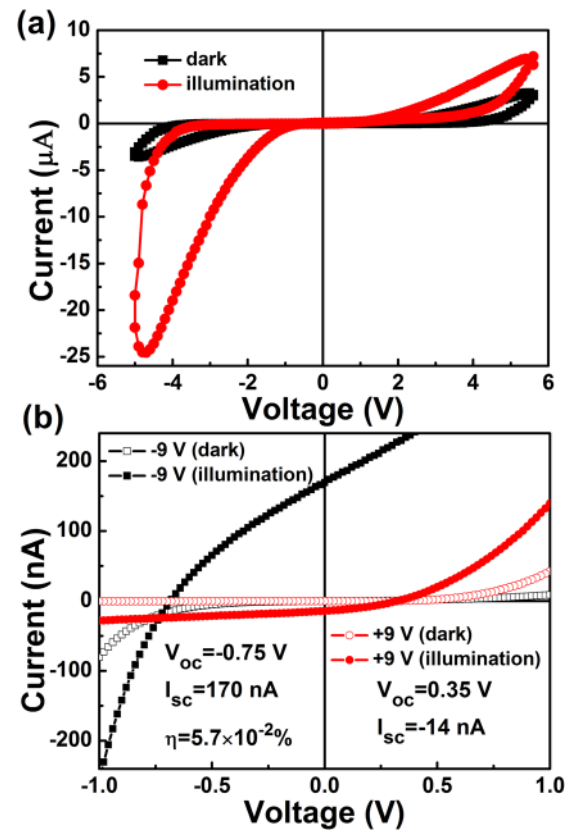 (a)
10
5
0
-5
-10
-15
-20
-25
Current (μA)
dark
illumination
-6 -4 -2 0 2 4 6
Voltage (V)
(b)
200
100
0
-100
-200
Current (nA)
-9 V (dark)
-9 V (illumination)
+9 V (dark)
+9 V (illumination)
Voc=-0.75 V
Isc=170 nA
η=5.7×10⁻²%
Voc=0.35 V
Isc=-14 nA
-1.0 -0.5 0.0 0.5 1.0
Voltage (V)